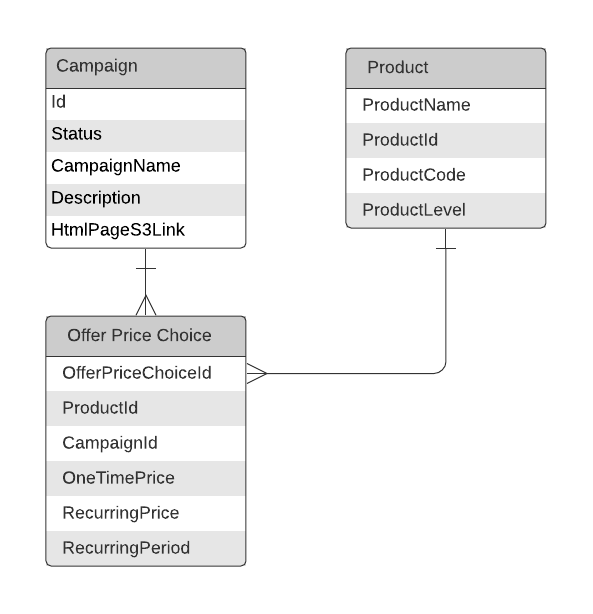 Campaign
Id
Status
CampaignName
Description
HtmlPageS3Link
Product
ProductName
ProductId
ProductCode
ProductLevel
Offer Price Choice
OfferPriceChoiceId
ProductId
CampaignId
OneTimePrice
RecurringPrice
RecurringPeriod